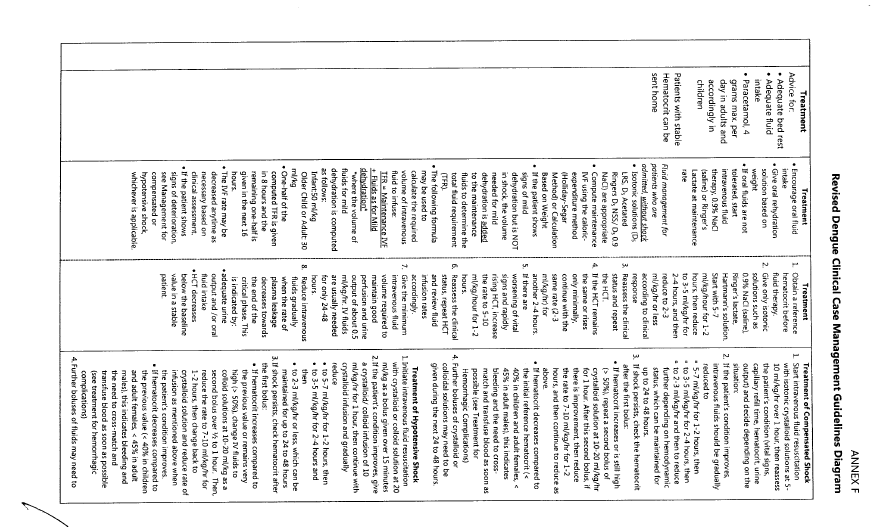 ANNEX F
Revised Dengue Clinical Case Management Guidelines Diagram
Treatment
Advice for:
• Adequate bed rest
• Adequate fluid
intake
• Paracetamol, 4
grams max. per
day in adults and
accordingly in
children
Patients with stable
Hematocrit can be
sent home
Treatment
• Encourage oral fluid
intake
• Give oral rehydration
solution based on
weight
• If oral fluids are not
tolerated, start
intravenous fluid
therapy, 0.9% NaCl
(saline) or Ringer's
Lactate at maintenance
rate
Fluid management for
patients who are
admitted, without shock
• Isotonic solutions (D₅
LRS, D₅ Acetated
Ringers D₅ NSS/ D₅ 0.9
NaCl) are appropriate
• Compute maintenance
IVF using the caloric-
expenditure method
(Holliday-Segar
Method) or Calculation
Based on Weight
• If the patient shows
signs of mild
dehydration but is NOT
in shock, the volume
needed for mild
dehydration is added
to the maintenance
fluids to determine the
total fluid requirement
(TFR)
• The following formula
may be used to
calculate the required
volume of intravenous
fluid to infuse:
TFR = Maintenance IVF
+ Fluids as for Mild
dehydration*
*where the volume of
fluids for mild
dehydration is computed
as follows:
Infant:50 ml/kg
Older Child or Adult: 30
ml/kg
• One-half of the
computed TFR is given
in 8 hours and the
remaining one-half is
given in the next 16
hours.
• The IVF rate may be
decreased anytime as
necessary based on
clinical assessment.
• If the patient shows
signs of deterioration,
see Management for
compensated or
hypotensive shock,
whichever is applicable.
Treatment
1. Obtain a reference
hematocrit before
fluid therapy.
2. Give only isotonic
solutions such as
0.9% NaCl (saline),
Ringer's lactate,
Hartmann's solution.
Start with 5-7
ml/kg/hour for 1-2
hours, then reduce
to 3-5 ml/kg/hr for
2-4 hours, and then
reduce to 2-3
ml/kg/hr or less
according to clinical
response
3. Reassess the clinical
status and repeat
the HCT.
4. If the HCT remains
the same or rises
only minimally,
continue with the
same rate (2-3
ml/kg/hr) for
another 2-4 hours
5. If there are
worsening of vital
signs and rapidly
rising HCT, increase
the rate to 5-10
ml/kg/hour for 1-2
hours.
6. Reassess the clinical
status, repeat HCT
and review fluid
infusion rates
accordingly.
7. Give the minimum
intravenous fluid
volume required to
maintain good
perfusion and urine
output of about 0.5
ml/kg/hr. IV fluids
are usually needed
for only 24-48
hours.
8. Reduce intravenous
fluids gradually
when the rate of
plasma leakage
decreases towards
the end of the
critical phase. This
is indicated by:
•adequate urine
output and /or oral
fluid intake
•HCT decreases
below the baseline
value in a stable
patient.
Treatment of Compensated Shock
1. Start intravenous fluid resuscitation
with isotonic crystalloid solutions at 5-
10 ml/kg/hr over 1 hour, then reassess
the patient's condition (vital signs,
capillary refill time, hematocrit, urine
output) and decide depending on the
situation:
2. If the patient's condition improves,
intravenous fluids should be gradually
reduced to
• 5-7 ml/kg/hr for 1-2 hours, then
• to 3-5 ml/kg/hr for 2-4 hours, then
• to 2-3 ml/kg/hr and then to reduce
further depending on hemodynamic
status, which can be maintained for
up to 24 to 48 hours.
3. If shock persists, check the hematocrit
after the first bolus:
• If hematocrit increases or is still high
(> 50%), repeat a second bolus of
crystalloid solution at 10-20 ml/kg/hr
for 1 hour. After this second bolus, if
there is improvement, then reduce
the rate to 7-10 ml/kg/hr for 1-2
hours, and then continue to reduce as
above.
• If hematocrit decreases compared to
the initial reference hematocrit (<
40% in children and adult females, <
45% in adult males), this indicates
bleeding and the need to cross-
match and transfuse blood as soon as
possible (see treatment for
Hemorrhagic Complications)
4. Further boluses of crystalloid or
colloidal solutions may need to be
given during the next 24 to 48 hours.
Treatment of Hypotensive Shock
1. Initiate intravenous fluid resuscitation
with crystalloid or colloid solution at 20
ml/kg as a bolus given over 15 minutes
2. If the patient's condition improves, give
a crystalloid/ colloid infusion of 10
ml/kg/hr for 1 hour, then continue with
crystalloid infusion and gradually
reduce
• to 5-7 ml/kg/hr for 1-2 hours, then
• to 3-5 ml/kg/hr for 2-4 hours and
then
• to 2-3 ml/kg/hr or less, which can be
maintained for up to 24 to 48 hours
3. If shock persists, check hematocrit after
the first bolus:
• If hematocrit increases compared to
the previous value or remains very
high (> 50%), change IV fluids to
colloid solution at 10-20 ml/kg as a
second bolus over ½ to 1 hour. Then,
reduce the rate to 7-10 ml/kg/hr for
1-2 hours, then change back to
crystalloid solution and reduce rate of
infusion as mentioned above when
the patient's condition improves.
• If hematocrit decreases compared to
the previous value (< 40% in children
and adult females, < 45% in adult
males), this indicates bleeding and
the need to cross-match and
transfuse blood as soon as possible
(see treatment for hemorrhagic
complications).
4. Further boluses of fluids may need to